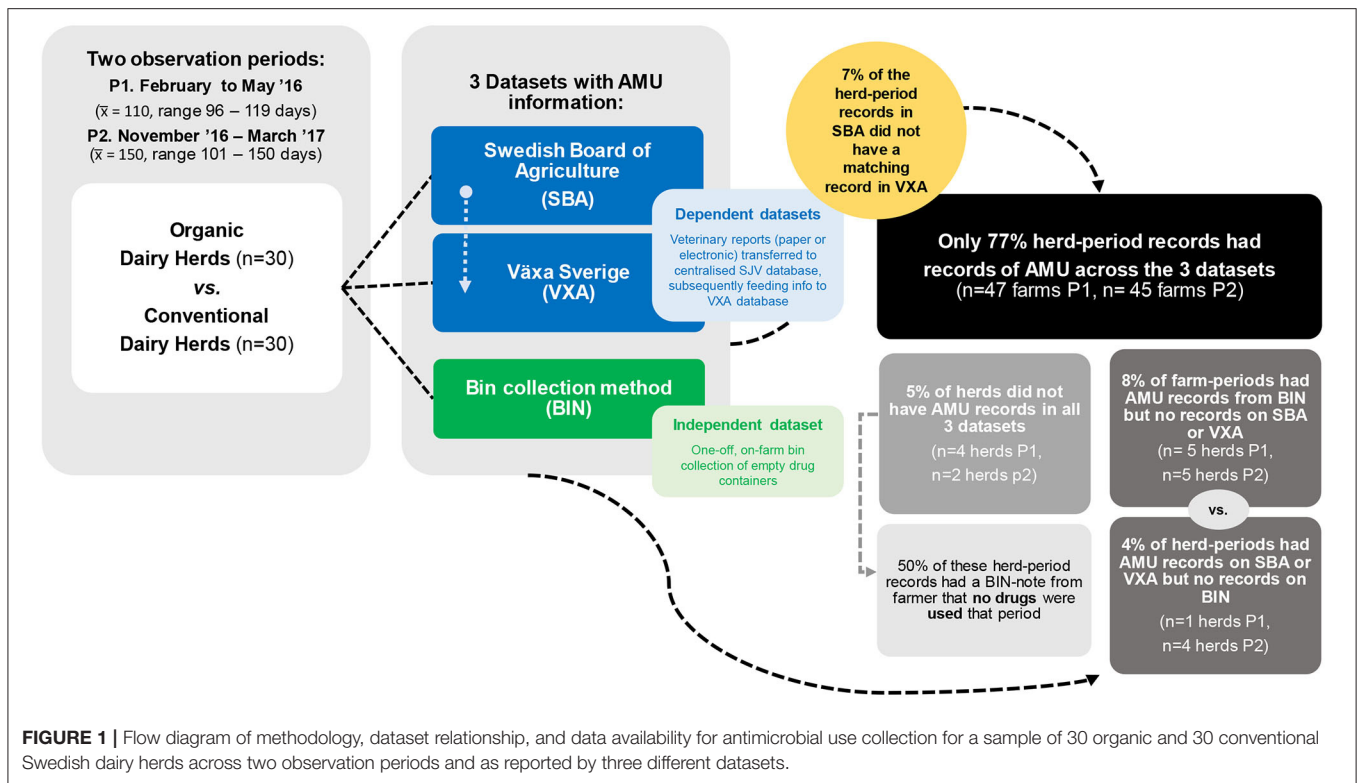 Two observation periods:
P1. February to May '16
(x̅ = 110, range 96 – 119 days)
P2. November '16 – March '17
(x̅ = 150, range 101 – 150 days)
Organic
Dairy Herds (n=30)
vs.
Conventional
Dairy Herds (n=30)
3 Datasets with AMU
information:
Swedish Board of
Agriculture
(SBA)
Växa Sverige
(VXA)
Bin collection method
(BIN)
Dependent datasets
Veterinary reports (paper or
electronic) transferred to
centralised SJV database,
subsequently feeding info to
VXA database
Independent dataset
One-off, on-farm bin
collection of empty drug
containers
7% of the
herd-period
records in
SBA did not
have a
matching
record in VXA
Only 77% herd-period records had
records of AMU across the 3 datasets
(n=47 farms P1, n= 45 farms P2)
5% of herds did not
have AMU records in all
3 datasets
(n=4 herds P1,
n=2 herds p2)
50% of these herd-period
records had a BIN-note from
farmer that no drugs were
used that period
8% of farm-periods had
AMU records from BIN
but no records on SBA
or VXA
(n= 5 herds P1,
n=5 herds P2)
vs.
4% of herd-periods had
AMU records on SBA or
VXA but no records on
BIN
(n=1 herds P1,
n=4 herds P2)
FIGURE 1 | Flow diagram of methodology, dataset relationship, and data availability for antimicrobial use collection for a sample of 30 organic and 30 conventional
Swedish dairy herds across two observation periods and as reported by three different datasets.